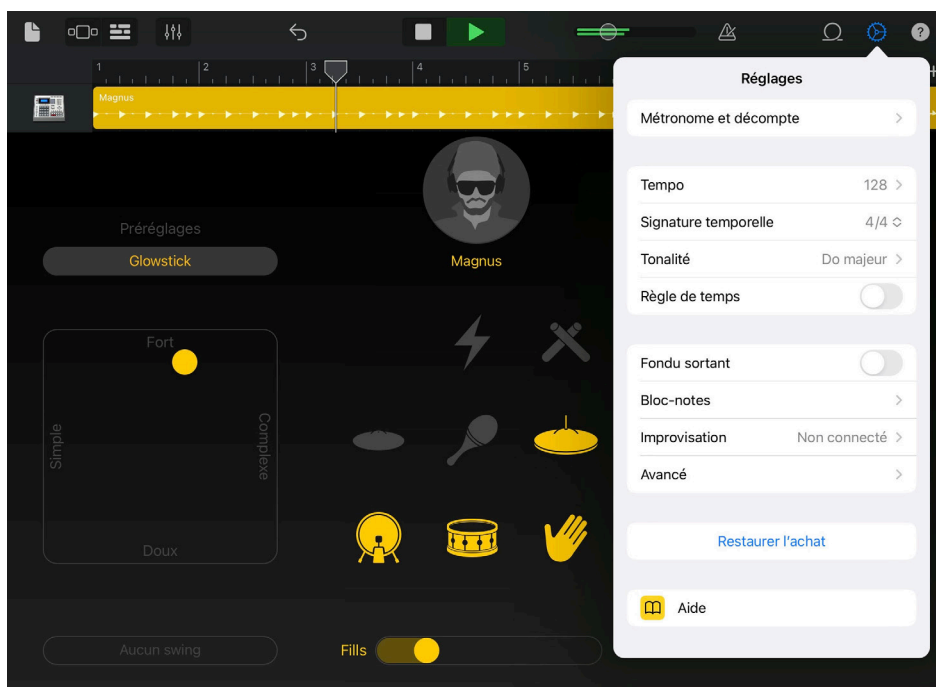 ?
1 2 3 4 5
Magnus
Réglages
Métronome et décompte
Tempo 128
Signature temporelle 4/4
Tonalité Do majeur
Règle de temps
Fondu sortant
Bloc-notes
Improvisation Non connecté
Avancé
Restaurer l'achat
Aide
Préréglages
Glowstick
Magnus
Fort
Simple
Complexe
Doux
Aucun swing
Fills